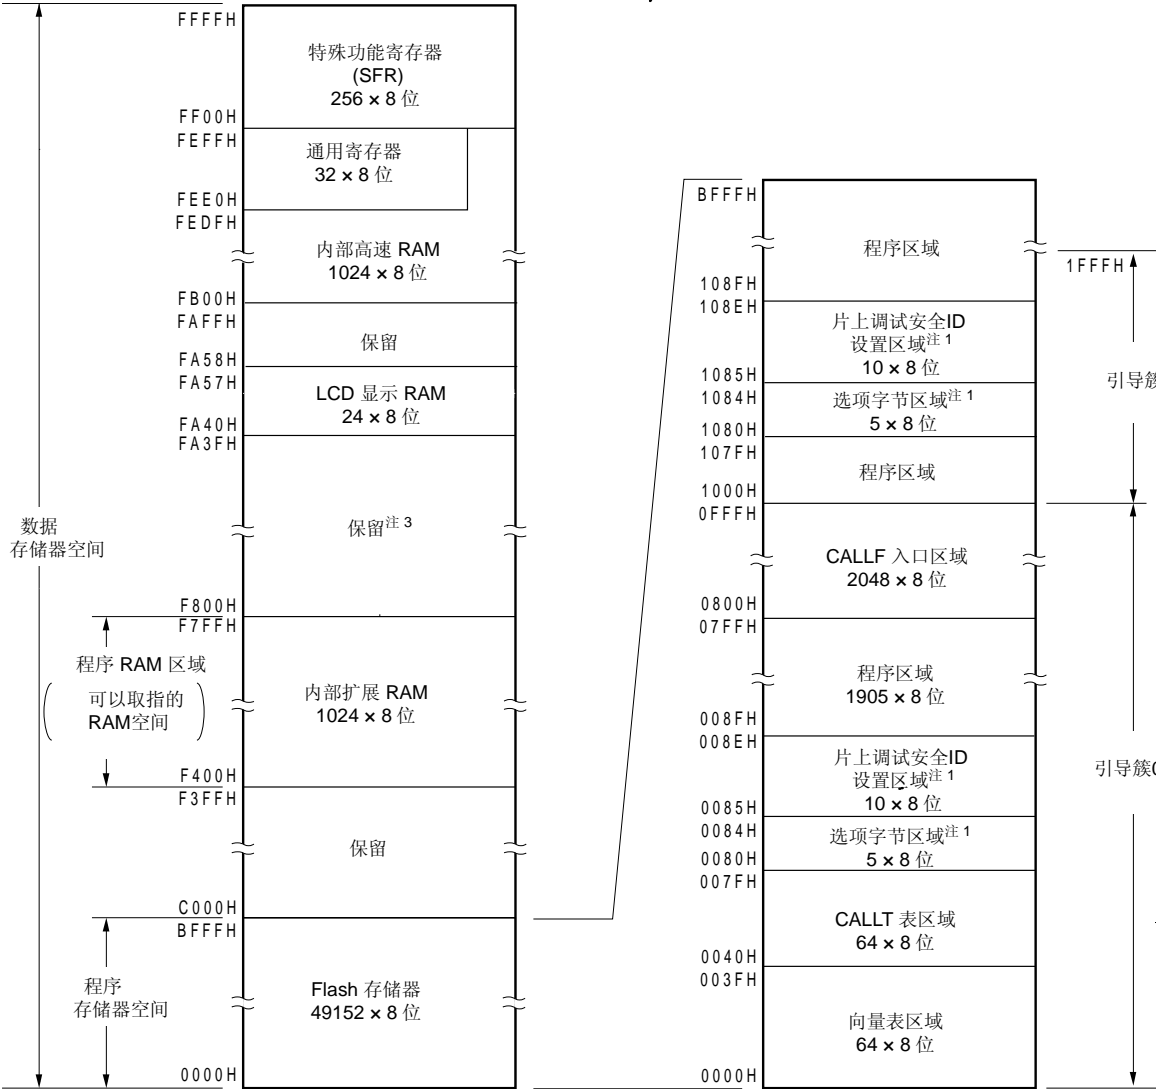 FFFFH
特殊功能寄存器
(SFR)
256 × 8 位
FF00H
FEFFH
通用寄存器
32 × 8 位
FEE0H
FEDFH
内部高速 RAM
1024 × 8 位
FB00H
FAFFH
保留
FA58H
FA57H
LCD 显示 RAM
24 × 8 位
FA40H
FA3FH
数据
存储器空间
保留注 3
F800H
F7FFH
程序 RAM 区域
可以取指的
RAM空间
内部扩展 RAM
1024 × 8 位
F400H
F3FFH
保留
C000H
BFFFH
程序
存储器空间
Flash 存储器
49152 × 8 位
0000H
BFFFH
程序区域
1FFFH
108FH
108EH
片上调试安全ID
设置区域注 1
10 × 8 位
引导簇
1085H
1084H
选项字节区域注 1
5 × 8 位
1080H
107FH
程序区域
1000H
0FFFH
CALLF 入口区域
2048 × 8 位
0800H
07FFH
程序区域
1905 × 8 位
008FH
008EH
片上调试安全ID
设置区域注 1
10 × 8 位
引导簇0
0085H
0084H
选项字节区域注 1
5 × 8 位
0080H
007FH
CALLT 表区域
64 × 8 位
0040H
003FH
向量表区域
64 × 8 位
0000H